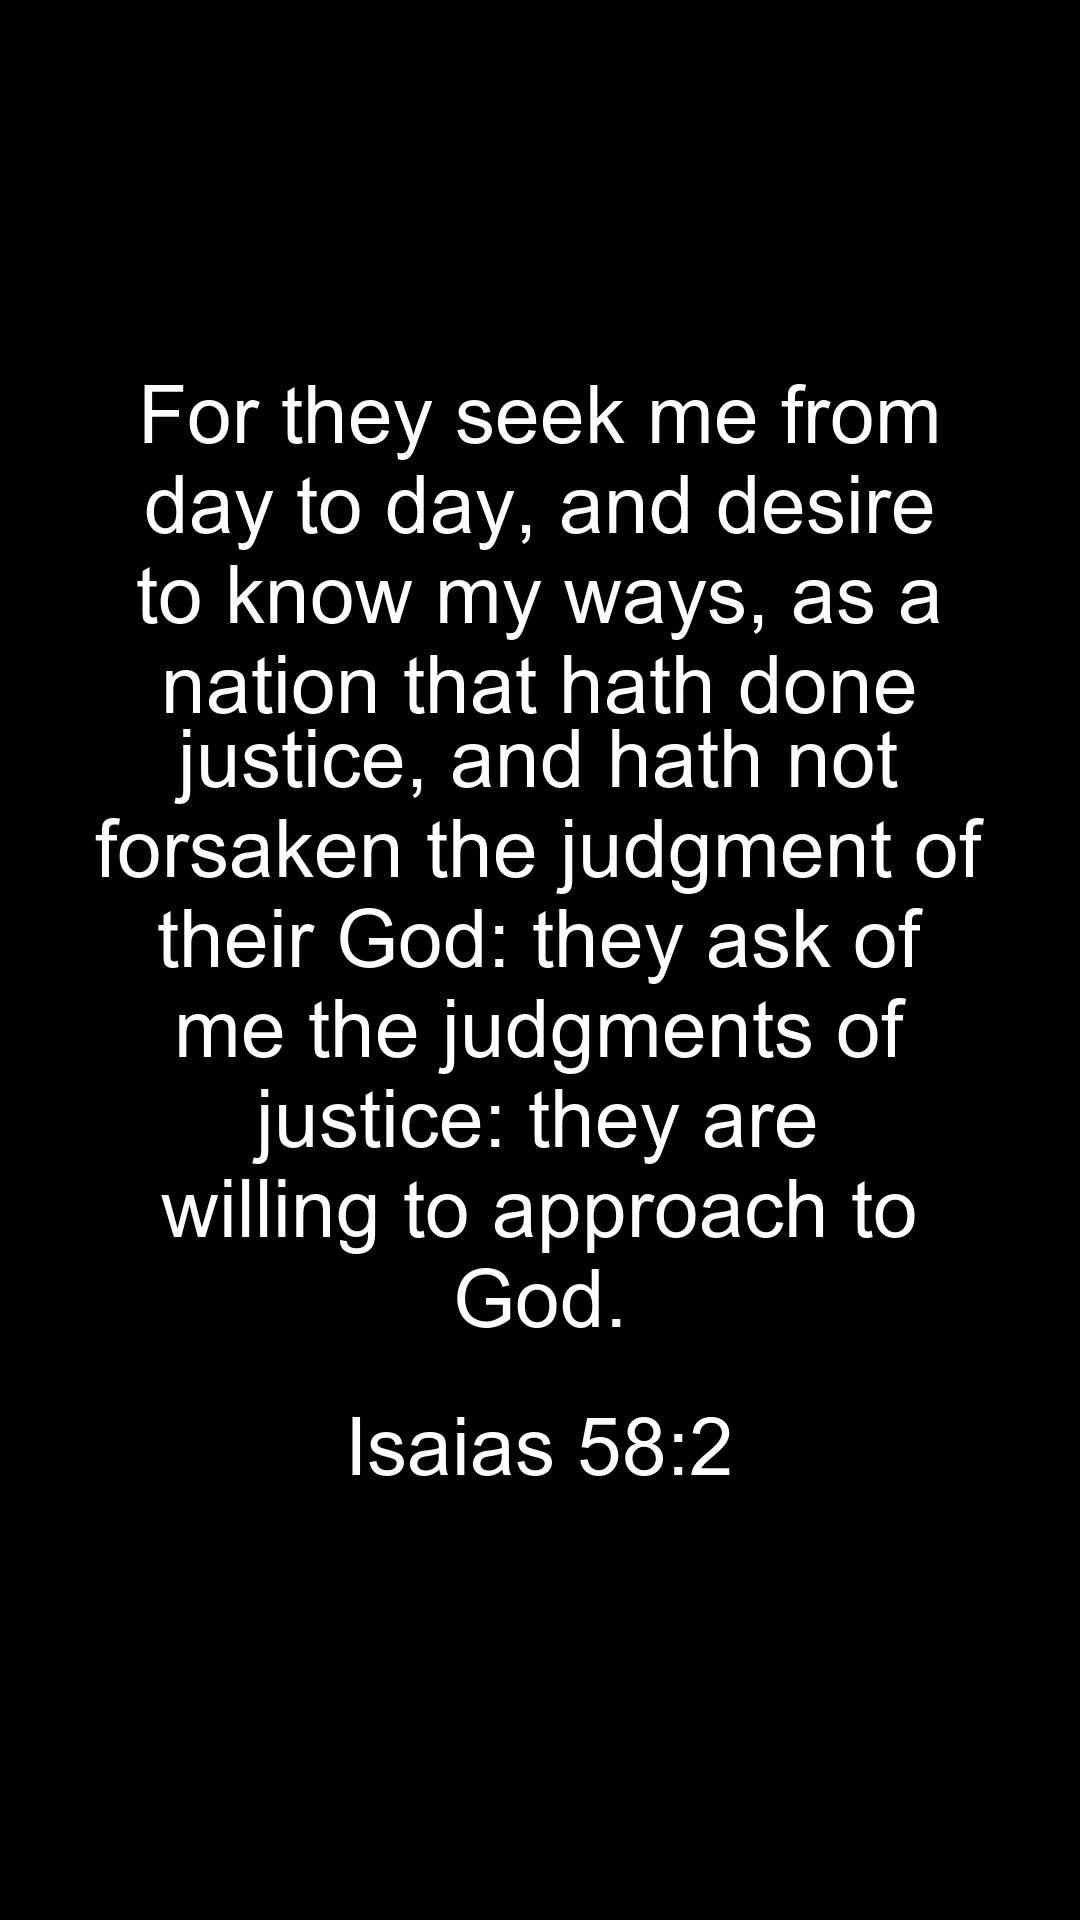 For they seek me from
day to day, and desire
to know my ways, as a
nation that hath done
justice, and hath not
forsaken the judgment of
their God: they ask of
me the judgments of
justice: they are
willing to approach to
God.
Isaias 58:2